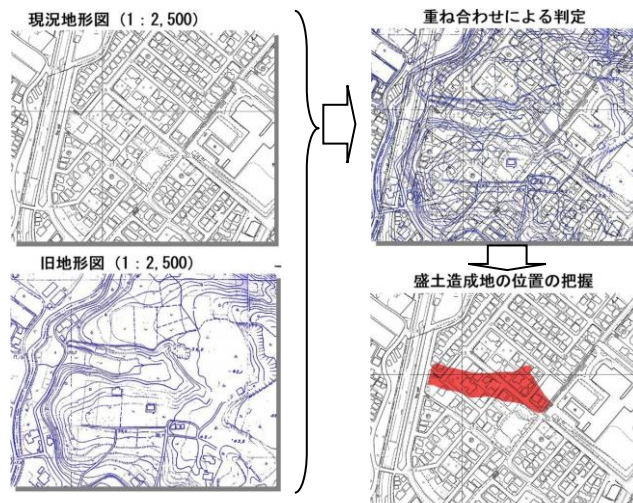 現況地形図 (1：2,500)
重ね合わせによる判定
旧地形図 (1：2,500)
盛土造成地の位置の把握